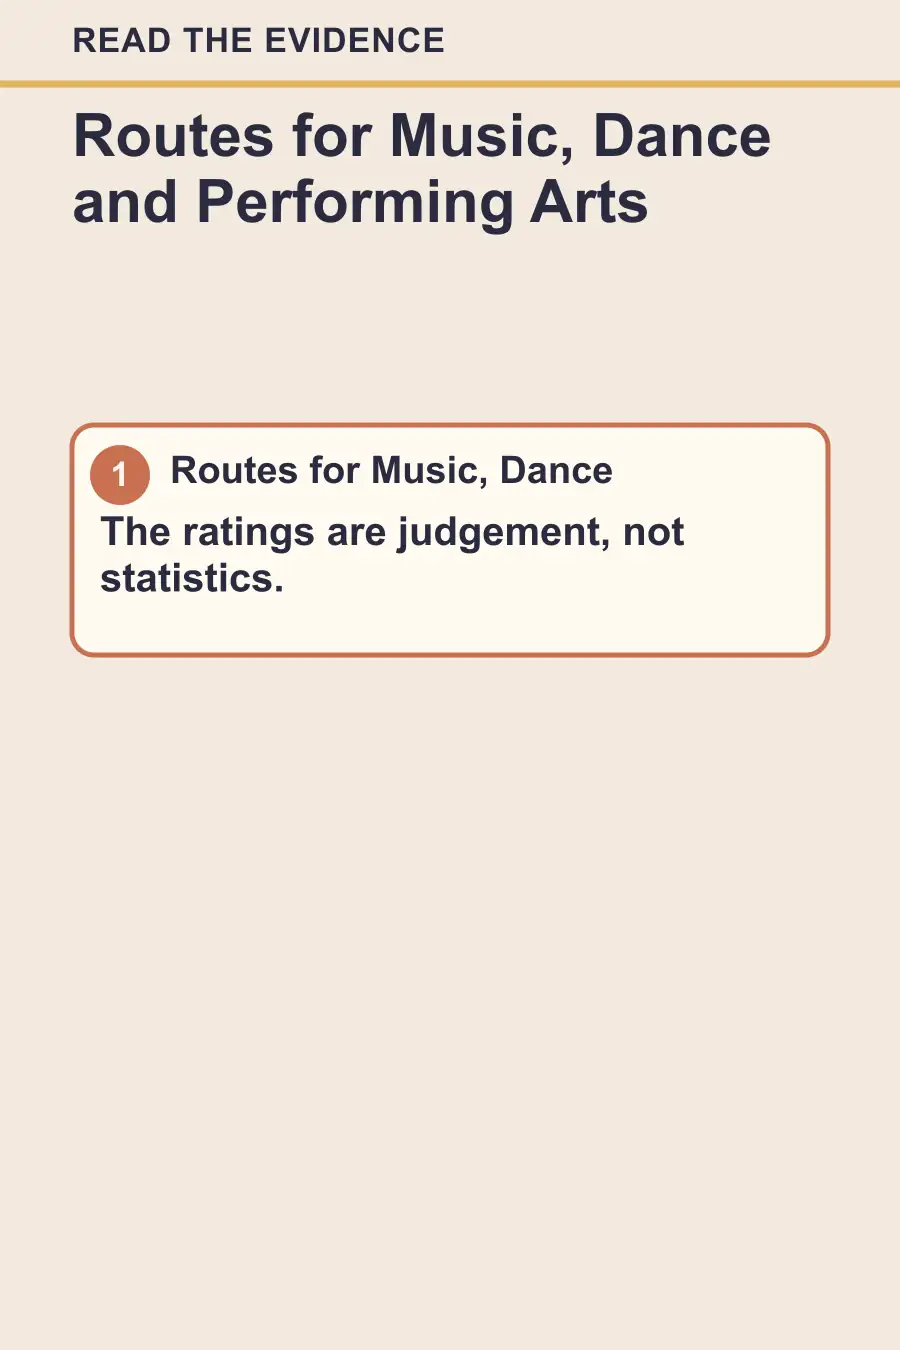 READ THE EVIDENCE
Routes for Music, Dance
and Performing Arts
1 Routes for Music, Dance
The ratings are judgement, not
statistics.